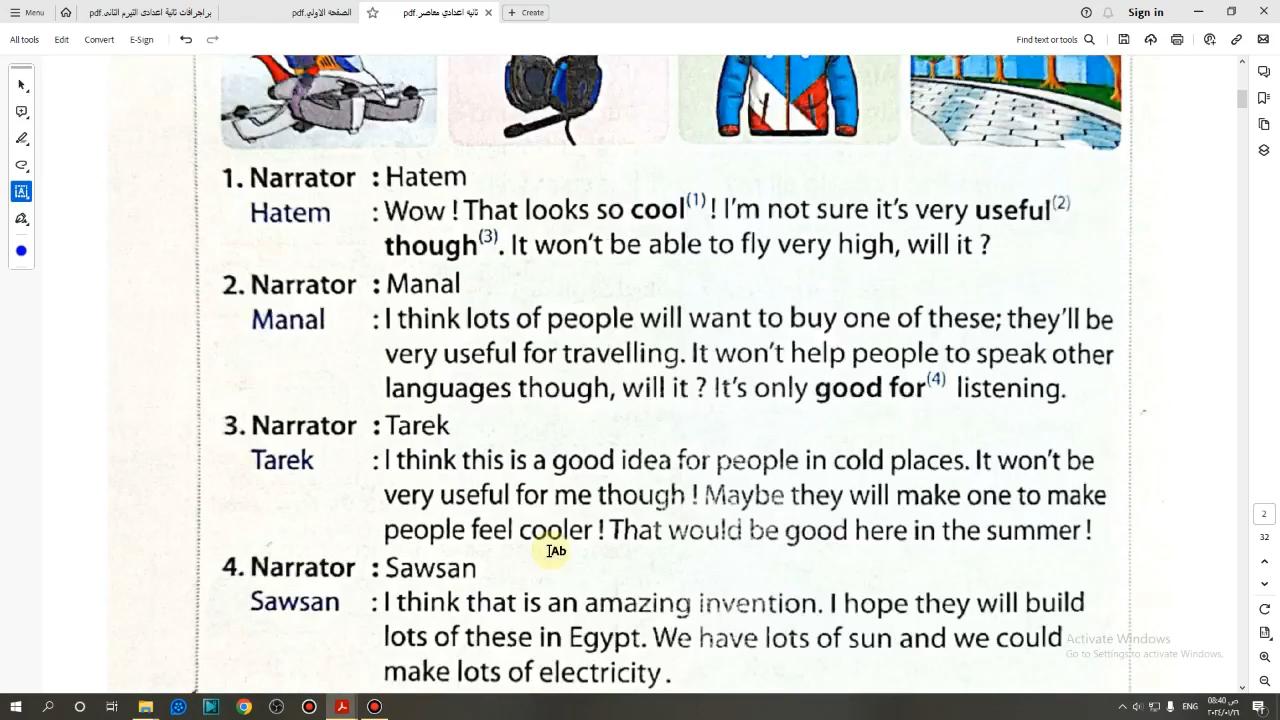 Menu
براجرافات تانية اعدادي التيرم التاني.pdf
الصفحة الاولي.pdf
تانيه اعدادي معاصر.pdf
Create
Sign in
All tools Edit Convert E-Sign
Find text or tools
1. Narrator : Hatem
Hatem : Wow ! That looks so cool(1) ! I'm not sure it's very useful(2)
though(3). It won't be able to fly very high, will it ?
2. Narrator : Manal
Manal : I think lots of people will want to buy one of these; they'll be
very useful for travelling. It won't help people to speak other
languages though, will it ? It's only good for(4) listening.
3. Narrator : Tarek
Tarek : I think this is a good idea for people in cold places. It won't be
very useful for me though ! Maybe they will make one to make
people feel cooler ! That would be good here in the summer !
Ab
4. Narrator : Sawsan
Sawsan : I think that is an amazing invention. I hope they will build
lots of these in Egypt. We have lots of sun and we could
make lots of electricity.
2
32
Activate Windows
Go to Settings to activate Windows.
ENG
08:40 ص